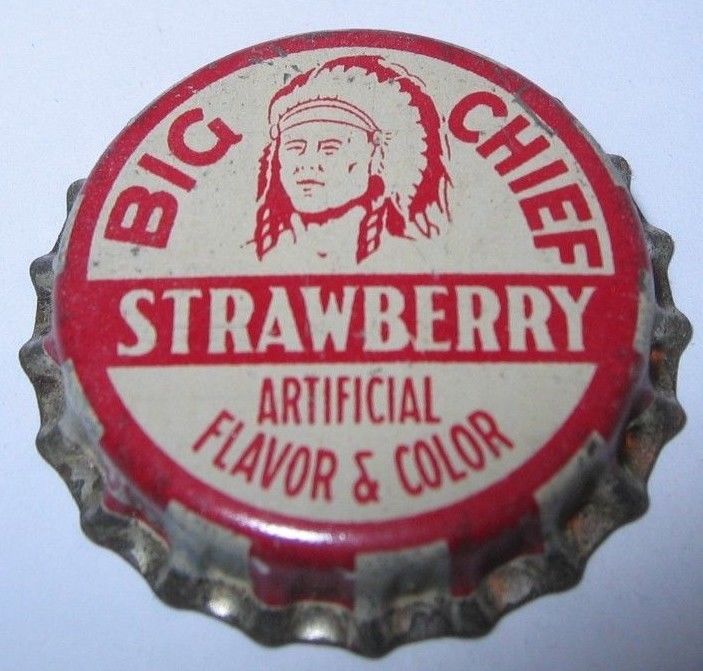 BIG CHIEF
STRAWBERRY
ARTIFICIAL
FLAVOR & COLOR